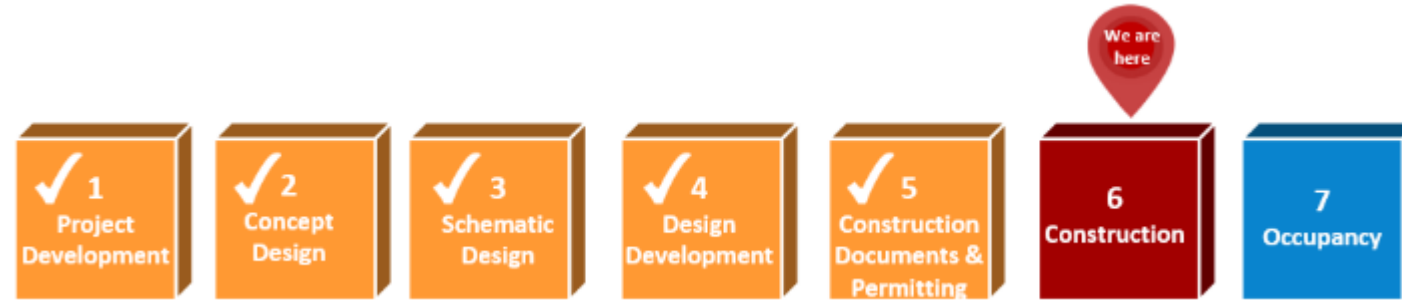 We are
here
1
Project
Development
2
Concept
Design
3
Schematic
Design
4
Design
Development
5
Construction
Documents &
Permitting
6
Construction
7
Occupancy